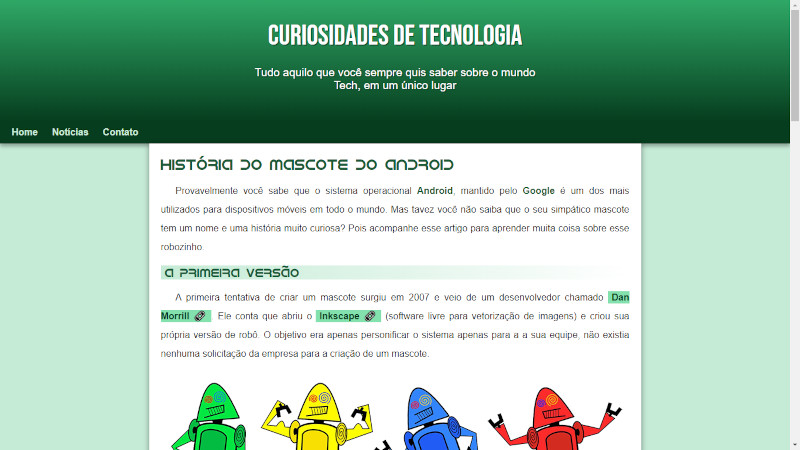 CURIOSIDADES DE TECNOLOGIA
Tudo aquilo que você sempre quis saber sobre o mundo
Tech, em um único lugar
Home Notícias Contato
HISTÓRIA DO MASCOTE DO ANDROID
Provavelmente você sabe que o sistema operacional Android, mantido pelo Google é um dos mais
utilizados para dispositivos móveis em todo o mundo. Mas tavez você não saiba que o seu simpático mascote
tem um nome e uma história muito curiosa? Pois acompanhe esse artigo para aprender muita coisa sobre esse
robozinho.
A PRIMEIRA VERSÃO
A primeira tentativa de criar um mascote surgiu em 2007 e veio de um desenvolvedor chamado Dan
Morrill. Ele conta que abriu o Inkscape (software livre para vetorização de imagens) e criou sua
própria versão de robô. O objetivo era apenas personificar o sistema apenas para a a sua equipe, não existia
nenhuma solicitação da empresa para a criação de um mascote.